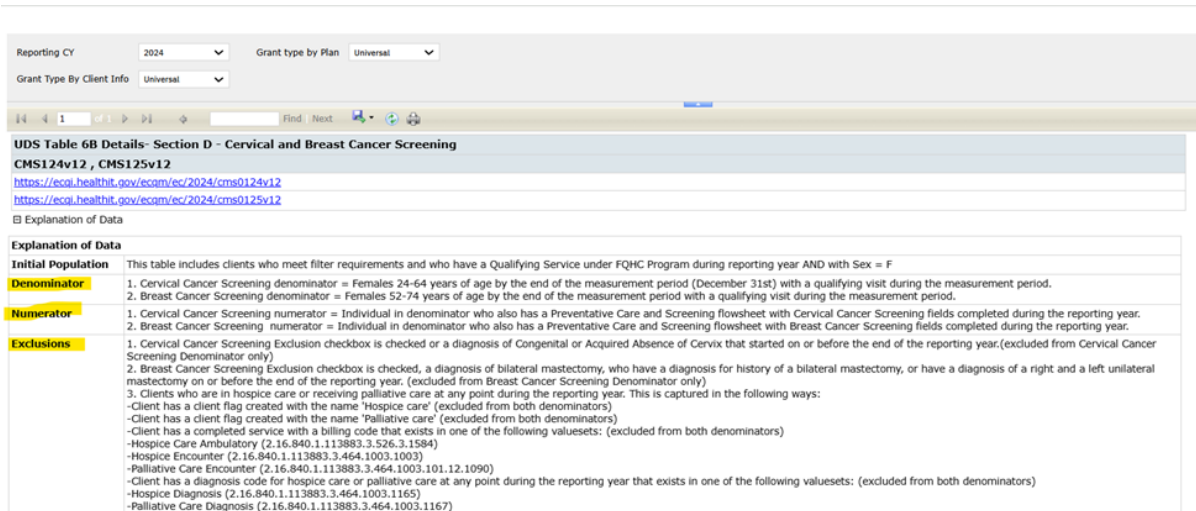 Reporting CY 2024 Grant type by Plan Universal
Grant Type By Client Info Universal
1 of 1 Find | Next
UDS Table 6B Details- Section D - Cervical and Breast Cancer Screening
CMS124v12 , CMS125v12
https://ecqi.healthit.gov/ecqm/ec/2024/cms0124v12
https://ecqi.healthit.gov/ecqm/ec/2024/cms0125v12
Explanation of Data
Explanation of Data
Initial Population This table includes clients who meet filter requirements and who have a Qualifying Service under FQHC Program during reporting year AND with Sex = F
Denominator 1. Cervical Cancer Screening denominator = Females 24-64 years of age by the end of the measurement period (December 31st) with a qualifying visit during the measurement period.
2. Breast Cancer Screening denominator = Females 52-74 years of age by the end of the measurement period with a qualifying visit during the measurement period.
Numerator 1. Cervical Cancer Screening numerator = Individual in denominator who also has a Preventative Care and Screening flowsheet with Cervical Cancer Screening fields completed during the reporting year.
2. Breast Cancer Screening numerator = Individual in denominator who also has a Preventative Care and Screening flowsheet with Breast Cancer Screening fields completed during the reporting year.
Exclusions 1. Cervical Cancer Screening Exclusion checkbox is checked or a diagnosis of Congenital or Acquired Absence of Cervix that started on or before the end of the reporting year.(excluded from Cervical Cancer
Screening Denominator only)
2. Breast Cancer Screening Exclusion checkbox is checked, a diagnosis of bilateral mastectomy, who have a diagnosis for history of a bilateral mastectomy, or have a diagnosis of a right and a left unilateral
mastectomy on or before the end of the reporting year. (excluded from Breast Cancer Screening Denominator only)
3. Clients who are in hospice care or receiving palliative care at any point during the reporting year. This is captured in the following ways:
-Client has a client flag created with the name 'Hospice care' (excluded from both denominators)
-Client has a client flag created with the name 'Palliative care' (excluded from both denominators)
-Client has a completed service with a billing code that exists in one of the following valuesets: (excluded from both denominators)
-Hospice Care Ambulatory (2.16.840.1.113883.3.526.3.1584)
-Hospice Encounter (2.16.840.1.113883.3.464.1003.1003)
-Palliative Care Encounter (2.16.840.1.113883.3.464.1003.101.12.1090)
-Client has a diagnosis code for hospice care or palliative care at any point during the reporting year that exists in one of the following valuesets: (excluded from both denominators)
-Hospice Diagnosis (2.16.840.1.113883.3.464.1003.1165)
-Palliative Care Diagnosis (2.16.840.1.113883.3.464.1003.1167)